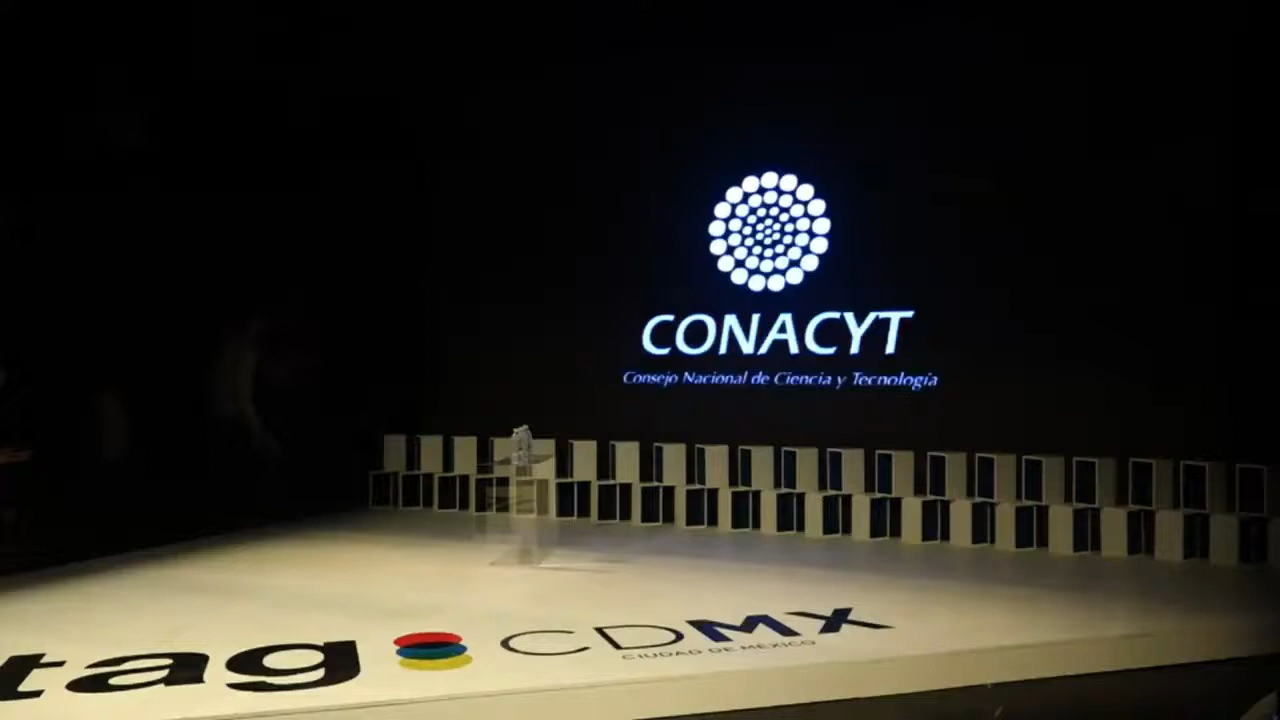 CONACYT
Consejo Nacional de Ciencia y Tecnología
tag CDMX
CIUDAD DE MÉXICO